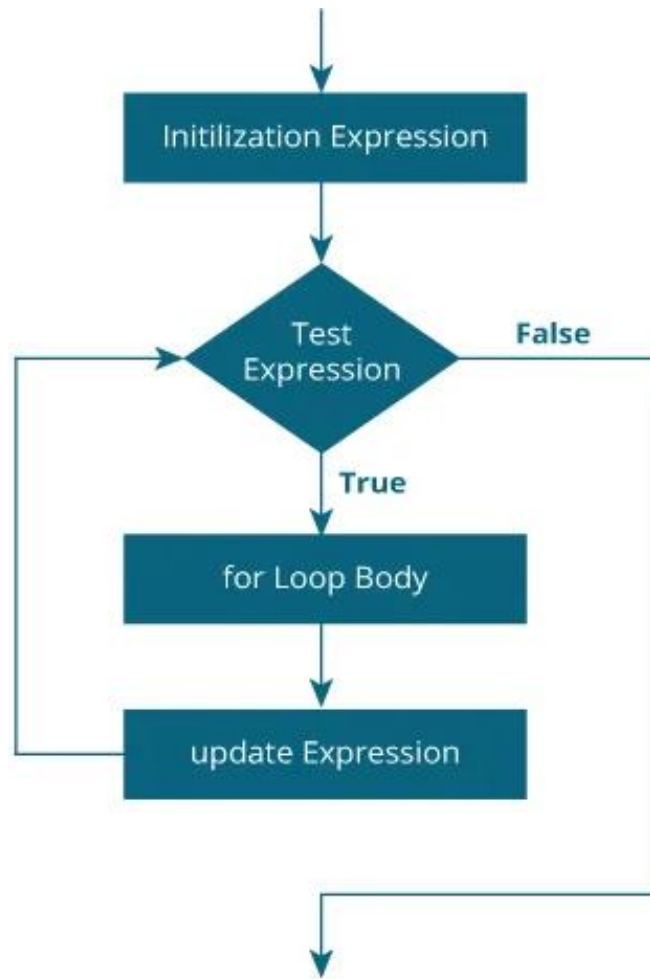 Initilization Expression
Test
Expression
False
True
for Loop Body
update Expression